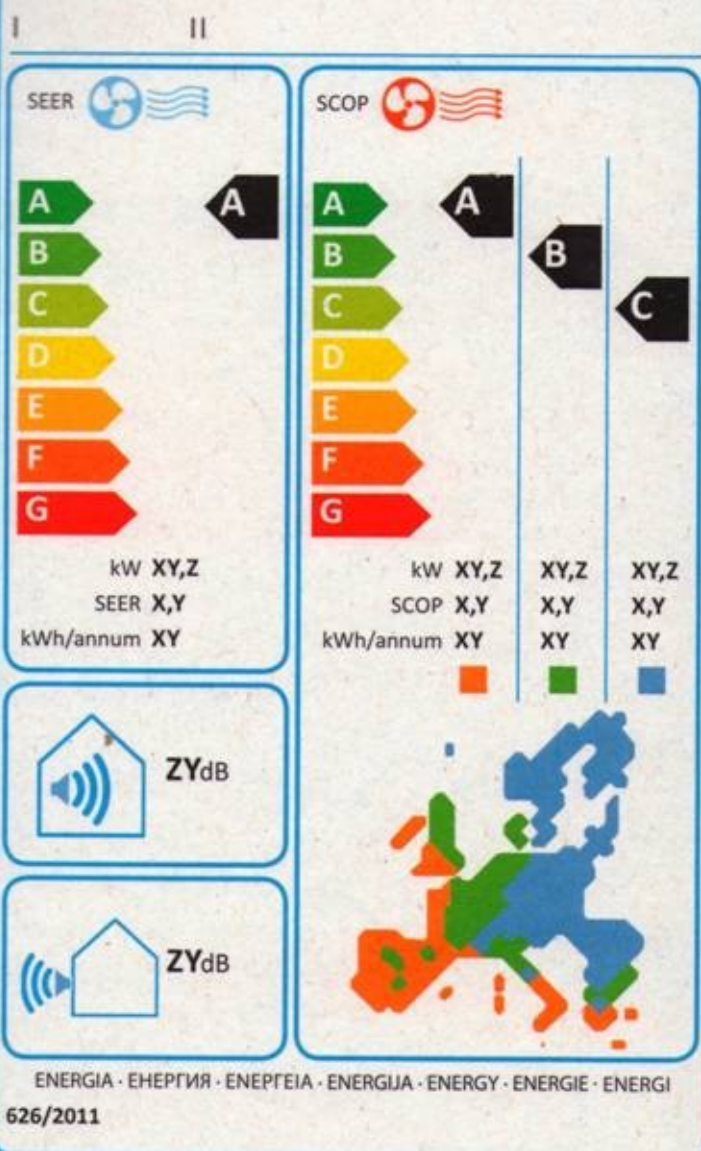 I II
SEER
A A
B
C
D
E
F
G
kW XY,Z
SEER X,Y
kWh/annum XY
SCOP
A A
B B
C C
D
E
F
G
kW XY,Z XY,Z XY,Z
SCOP X,Y X,Y X,Y
kWh/annum XY XY XY
ZYdB
ZYdB
ENERGIA · ЕНЕРГИЯ · ΕΝΕΡΓΕΙΑ · ENERGIJA · ENERGY · ENERGIE · ENERGI
626/2011